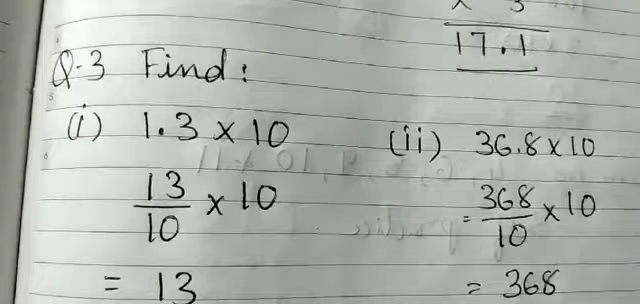 17.1
Q-3 Find:
(i) 1.3 × 10 (ii) 36.8 × 10
13/10 × 10 = 368/10 × 10
= 13 = 368